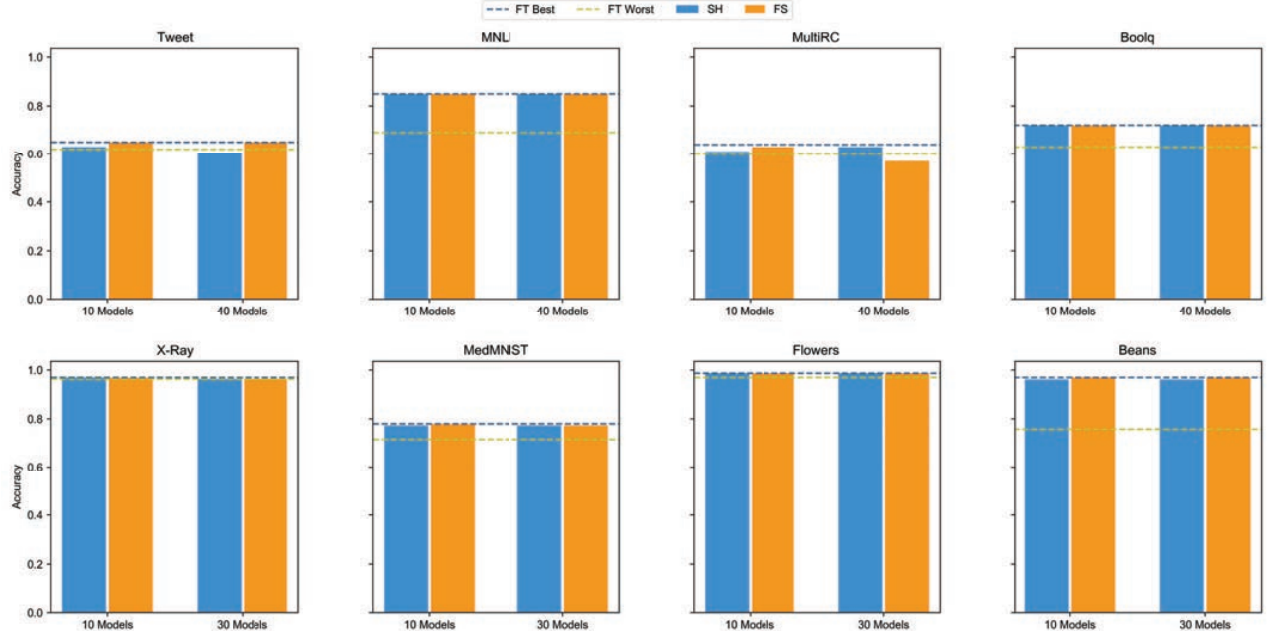 FT Best FT Worst SH FS
Tweet MNLI MultiRC Boolq
1.0
0.8
0.6
0.4
0.2
0.0
Accuracy
10 Models 40 Models 10 Models 40 Models 10 Models 40 Models 10 Models 40 Models
X-Ray MedMNIST Flowers Beans
1.0
0.8
0.6
0.4
0.2
0.0
Accuracy
10 Models 30 Models 10 Models 30 Models 10 Models 30 Models 10 Models 30 Models